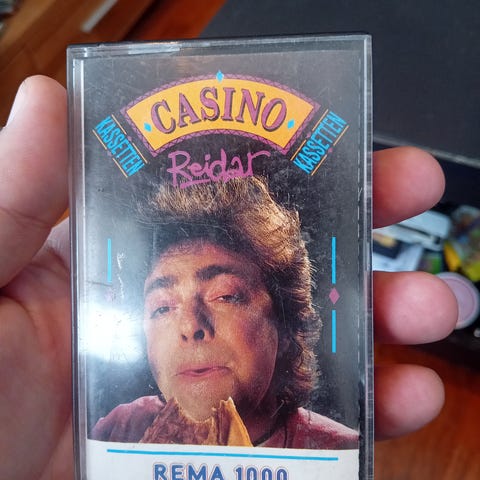 CASINO
KASSETTEN
KASSETTEN
Reidar
REMA 1000